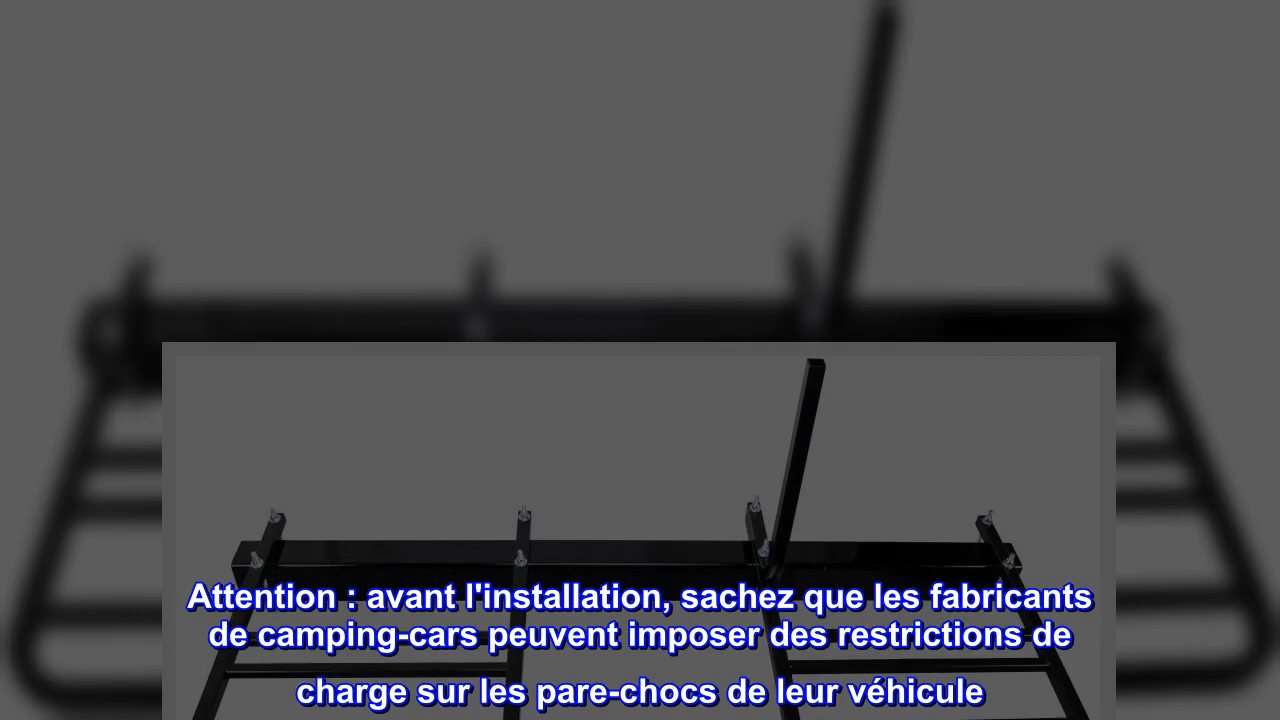 Attention : avant l'installation, sachez que les fabricants
de camping-cars peuvent imposer des restrictions de
charge sur les pare-chocs de leur véhicule